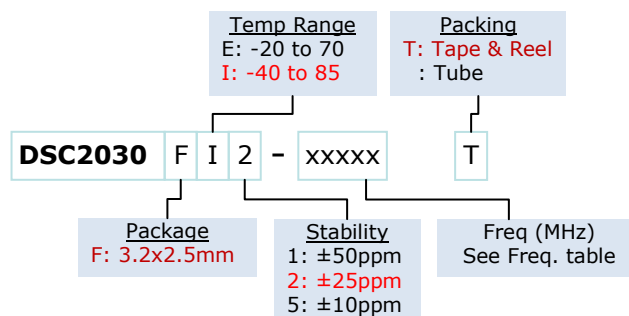 Temp Range
E: -20 to 70
I: -40 to 85
Packing
T: Tape & Reel
: Tube
DSC2030 F I 2 - xxxxx T
Package
F: 3.2x2.5mm
Stability
1: ±50ppm
2: ±25ppm
5: ±10ppm
Freq (MHz)
See Freq. table